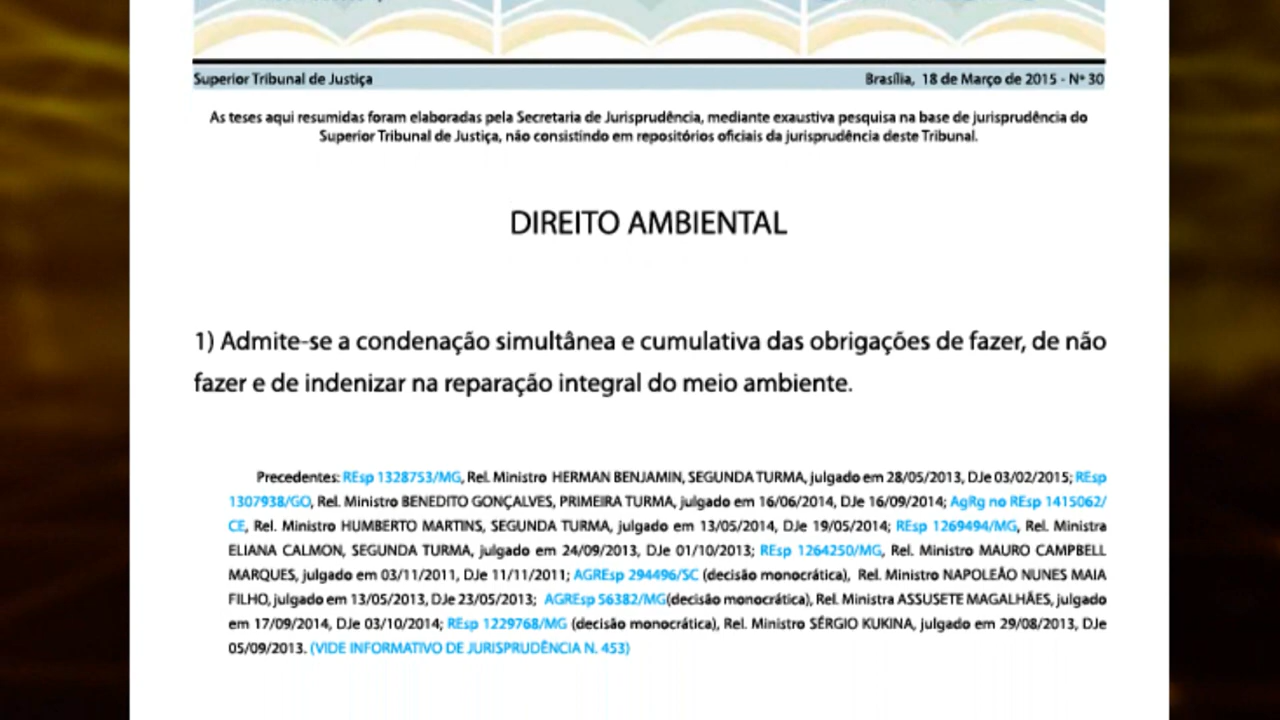 Superior Tribunal de Justiça
Brasília, 18 de Março de 2015 - Nº 30
As teses aqui resumidas foram elaboradas pela Secretaria de Jurisprudência, mediante exaustiva pesquisa na base de jurisprudência do
Superior Tribunal de Justiça, não consistindo em repositórios oficiais da jurisprudência deste Tribunal.
DIREITO AMBIENTAL
1) Admite-se a condenação simultânea e cumulativa das obrigações de fazer, de não
fazer e de indenizar na reparação integral do meio ambiente.
Precedentes: REsp 1328753/MG, Rel. Ministro HERMAN BENJAMIN, SEGUNDA TURMA, julgado em 28/05/2013, DJe 03/02/2015; REsp
1307938/GO, Rel. Ministro BENEDITO GONÇALVES, PRIMEIRA TURMA, julgado em 16/06/2014, DJe 16/09/2014; AgRg no REsp 1415062/
CE, Rel. Ministro HUMBERTO MARTINS, SEGUNDA TURMA, julgado em 13/05/2014, DJe 19/05/2014; REsp 1269494/MG, Rel. Ministra
ELIANA CALMON, SEGUNDA TURMA, julgado em 24/09/2013, DJe 01/10/2013; REsp 1264250/MG, Rel. Ministro MAURO CAMPBELL
MARQUES, julgado em 03/11/2011, DJe 11/11/2011; AGREsp 294496/SC (decisão monocrática), Rel. Ministro NAPOLEÃO NUNES MAIA
FILHO, julgado em 13/05/2013, DJe 23/05/2013; AGREsp 56382/MG(decisão monocrática), Rel. Ministra ASSUSETE MAGALHÃES, julgado
em 17/09/2014, DJe 03/10/2014; REsp 1229768/MG (decisão monocrática), Rel. Ministro SÉRGIO KUKINA, julgado em 29/08/2013, DJe
05/09/2013. (VIDE INFORMATIVO DE JURISPRUDÊNCIA N. 453)